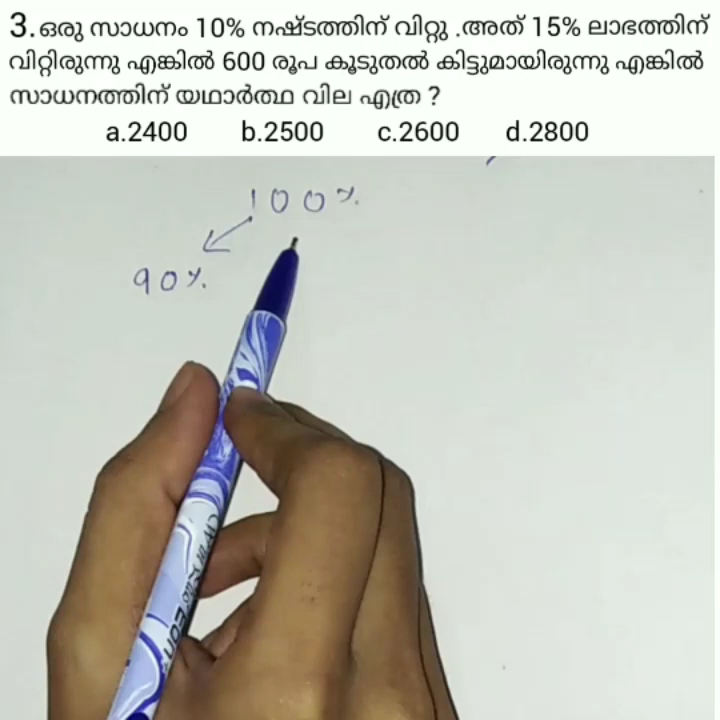 3.ഒരു സാധനം 10% നഷ്ടത്തിന് വിറ്റു .അത് 15% ലാഭത്തിന്
വിറ്റിരുന്നു എങ്കിൽ 600 രൂപ കൂടുതൽ കിട്ടുമായിരുന്നു എങ്കിൽ
സാധനത്തിന് യഥാർത്ഥ വില എത്ര ?
a.2400 b.2500 c.2600 d.2800
100%
90%